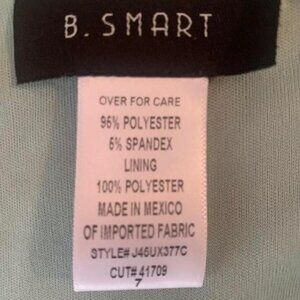 B. SMART
OVER FOR CARE
95% POLYESTER
5% SPANDEX
LINING
100% POLYESTER
MADE IN MEXICO
OF IMPORTED FABRIC
STYLE# J45UX377C
CUT# 41709
7